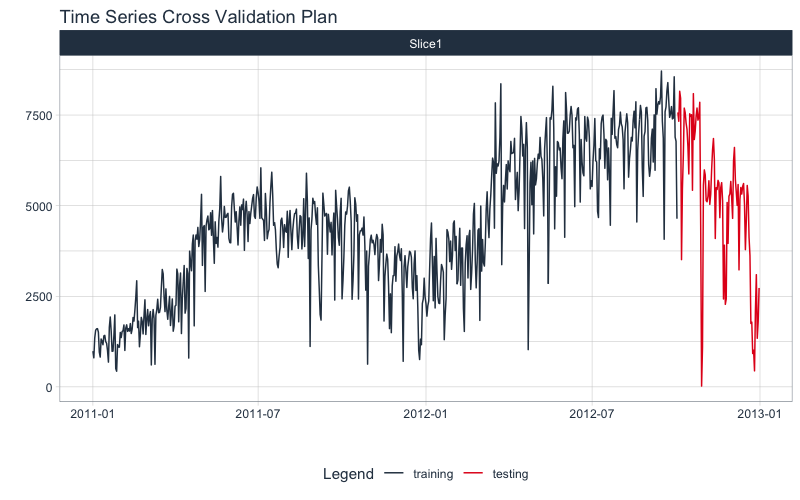 Time Series Cross Validation Plan
Slice1
7500
5000
2500
0
2011-01 2011-07 2012-01 2012-07 2013-01
Legend training testing